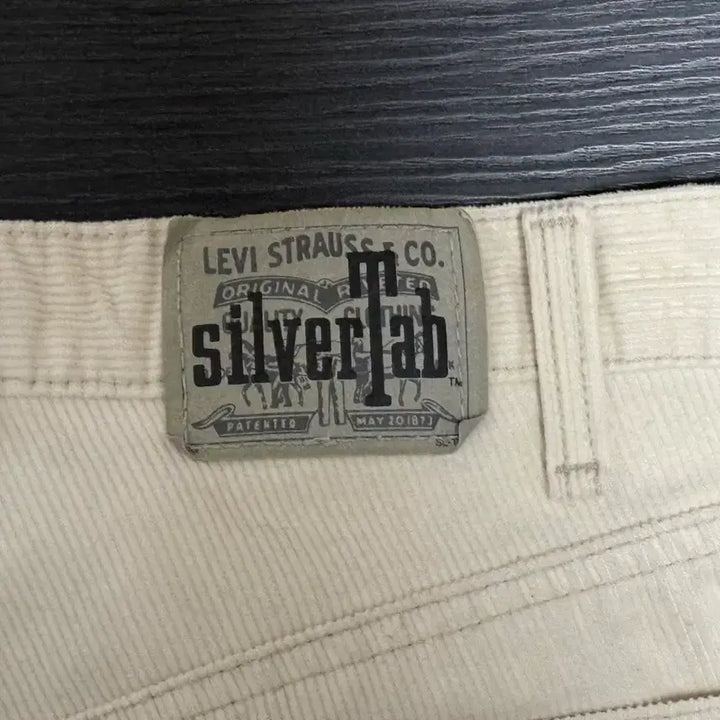 LEVI STRAUSS & CO.
ORIGINAL RIVETED
QUALITY CLOTHING
silverTab
TM
PATENTED MAY 20 1873